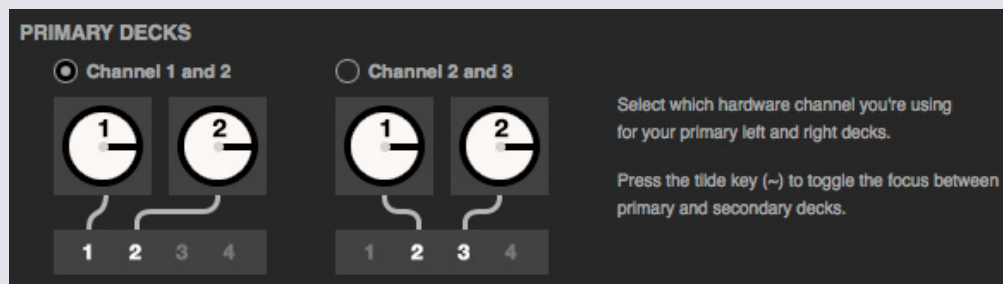 PRIMARY DECKS
Channel 1 and 2
Channel 2 and 3
1 2
1 2
1 2 3 4
1 2 3 4
Select which hardware channel you're using
for your primary left and right decks.
Press the tilde key (~) to toggle the focus between
primary and secondary decks.